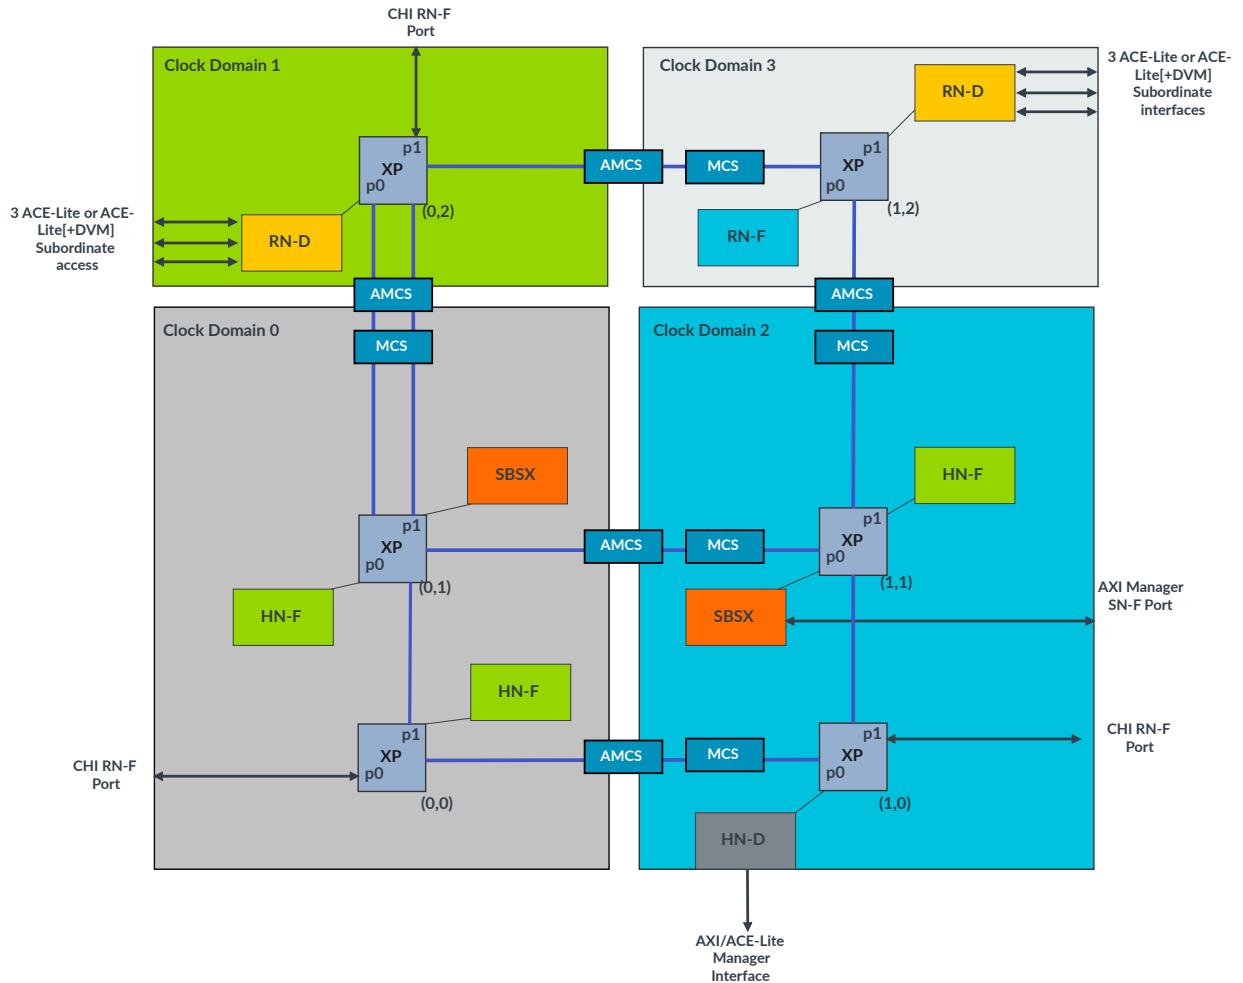 CHI RN-F
Port
Clock Domain 1
Clock Domain 3
3 ACE-Lite or ACE-
Lite[+DVM]
Subordinate
interfaces
RN-D
p1
XP
p0
(0,2)
AMCS
MCS
p1
XP
p0
(1,2)
3 ACE-Lite or ACE-
Lite[+DVM]
Subordinate
access
RN-D
RN-F
AMCS
AMCS
Clock Domain 0
MCS
Clock Domain 2
MCS
SBSX
HN-F
p1
XP
p0
(0,1)
AMCS
MCS
p1
XP
p0
(1,1)
HN-F
SBSX
AXI Manager
SN-F Port
HN-F
p1
XP
p0
(0,0)
AMCS
MCS
p1
XP
p0
(1,0)
CHI RN-F
Port
CHI RN-F
Port
HN-D
AXI/ACE-Lite
Manager
Interface